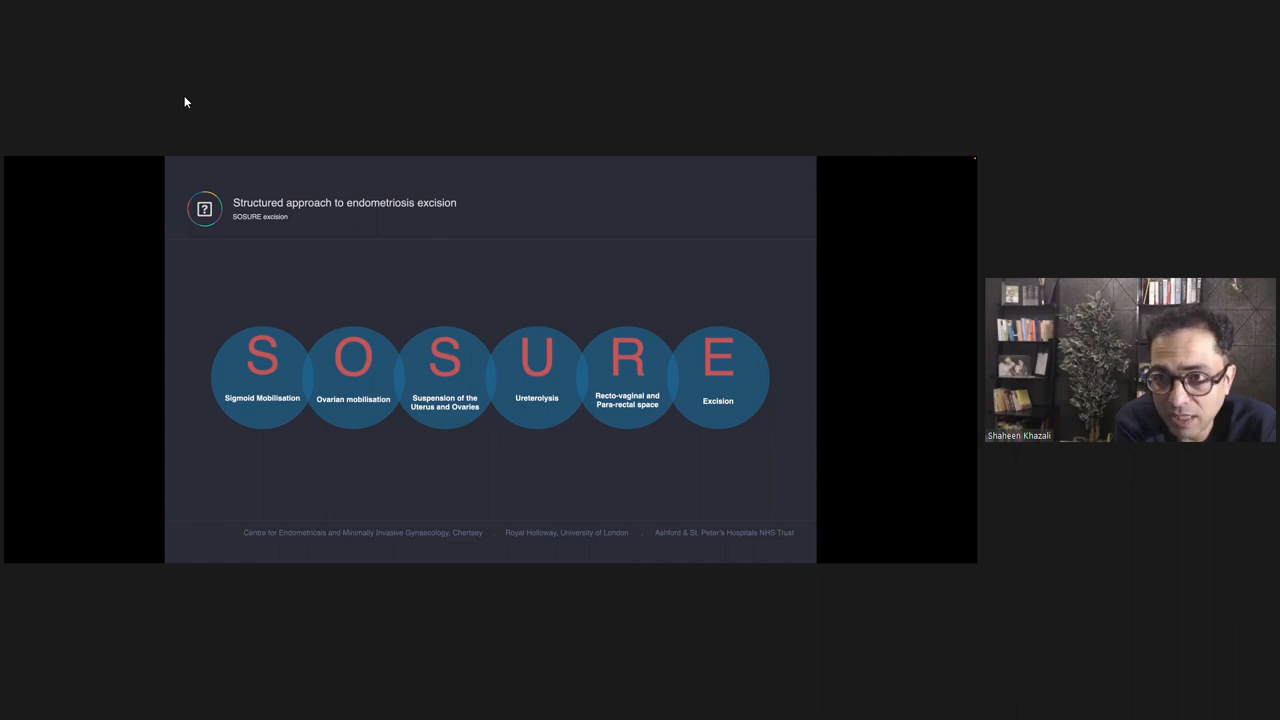 Structured approach to endometriosis excision
SOSURE excision
S O S U R E
Sigmoid Mobilisation
Ovarian mobilisation
Suspension of the
Uterus and Ovaries
Ureterolysis
Recto-vaginal and
Para-rectal space
Excision
Centre for Endometriosis and Minimally Invasive Gynaecology, Chertsey . Royal Holloway, University of London . Ashford & St. Peter's Hospitals NHS Trust
Shaheen Khazali